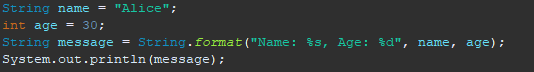 String name = "Alice";
int age = 30;
String message = String.format("Name: %s, Age: %d", name, age);
System.out.println(message);